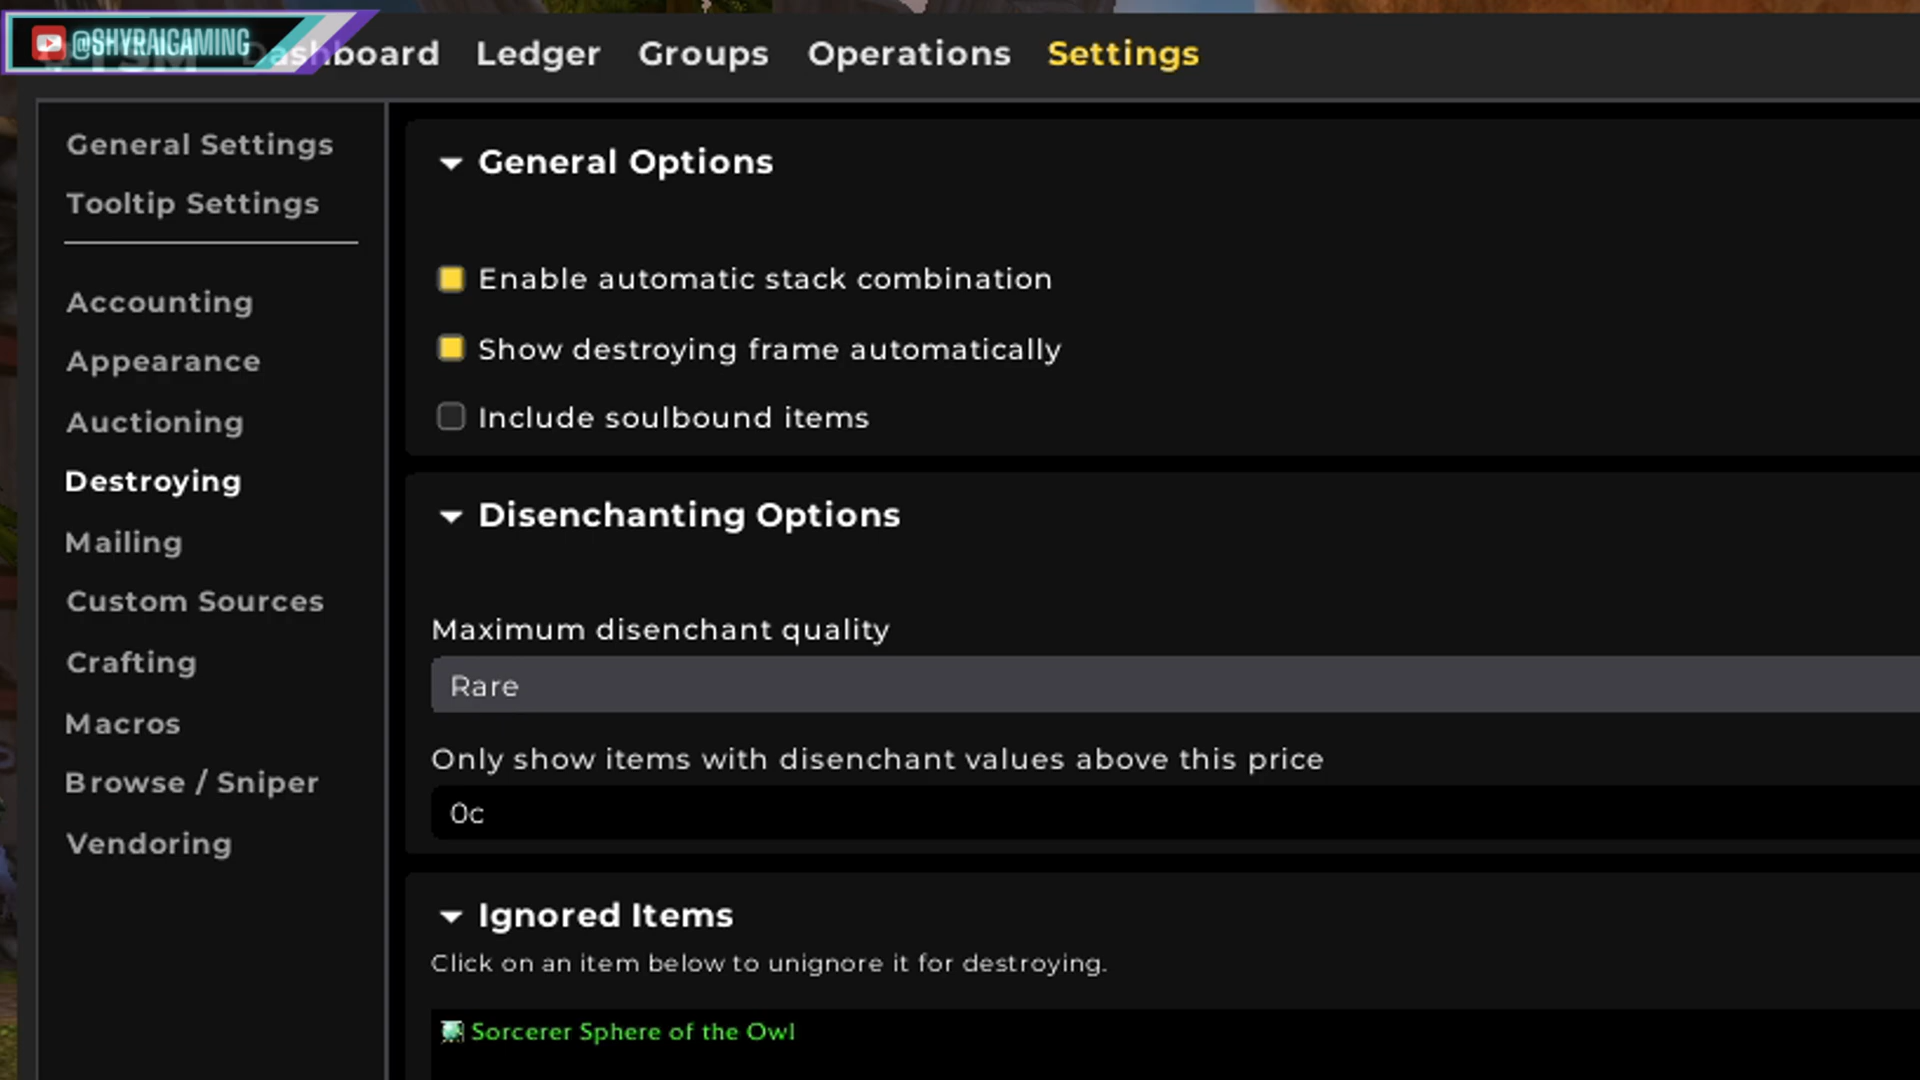 @SHYRAIGAMING
Dashboard Ledger Groups Operations Settings
General Settings
Tooltip Settings
Accounting
Appearance
Auctioning
Destroying
Mailing
Custom Sources
Crafting
Macros
Browse / Sniper
Vendoring
General Options
Enable automatic stack combination
Show destroying frame automatically
Include soulbound items
Disenchanting Options
Maximum disenchant quality
Rare
Only show items with disenchant values above this price
0c
Ignored Items
Click on an item below to unignore it for destroying.
Sorcerer Sphere of the Owl